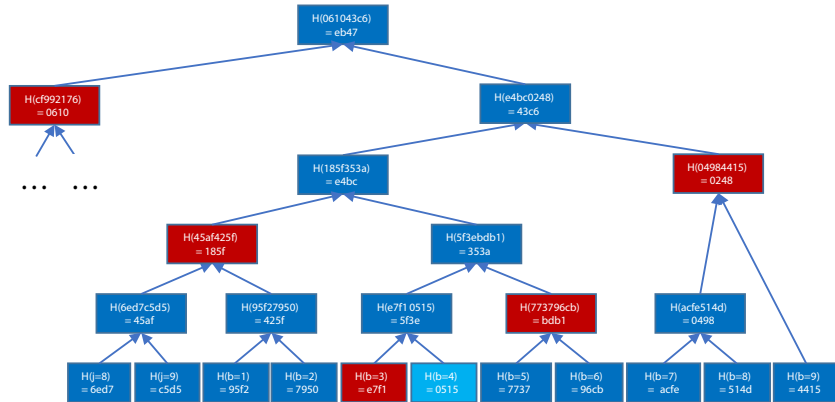 H(061043c6)
= eb47
H(cf992176)
= 0610
H(e4bc0248)
= 43c6
... ...
H(185f353a)
= e4bc
H(04984415)
= 0248
H(45af425f)
= 185f
H(5f3ebdb1)
= 353a
H(6ed7c5d5)
= 45af
H(95f27950)
= 425f
H(e7f10515)
= 5f3e
H(773796cb)
= bdb1
H(acfe514d)
= 0498
H(j=8)
= 6ed7
H(j=9)
= c5d5
H(b=1)
= 95f2
H(b=2)
= 7950
H(b=3)
= e7f1
H(b=4)
= 0515
H(b=5)
= 7737
H(b=6)
= 96cb
H(b=7)
= acfe
H(b=8)
= 514d
H(b=9)
= 4415